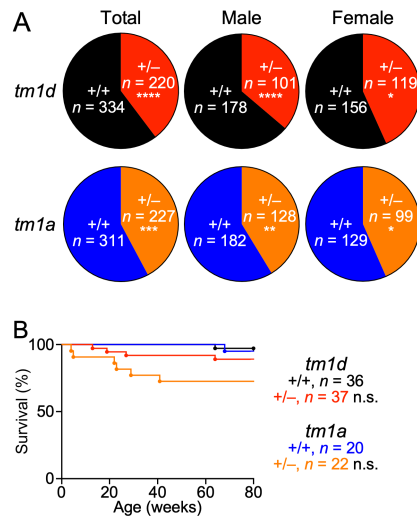 A
Total Male Female
tm1d
+/+ n = 334 +/– n = 220 ****
+/+ n = 178 +/– n = 101 ****
+/+ n = 156 +/– n = 119 *
tm1a
+/+ n = 311 +/– n = 227 ***
+/+ n = 182 +/– n = 128 **
+/+ n = 129 +/– n = 99 *
B
Survival (%)
100
50
0
0 20 40 60 80
Age (weeks)
tm1d
+/+, n = 36
+/–, n = 37 n.s.
tm1a
+/+, n = 20
+/–, n = 22 n.s.